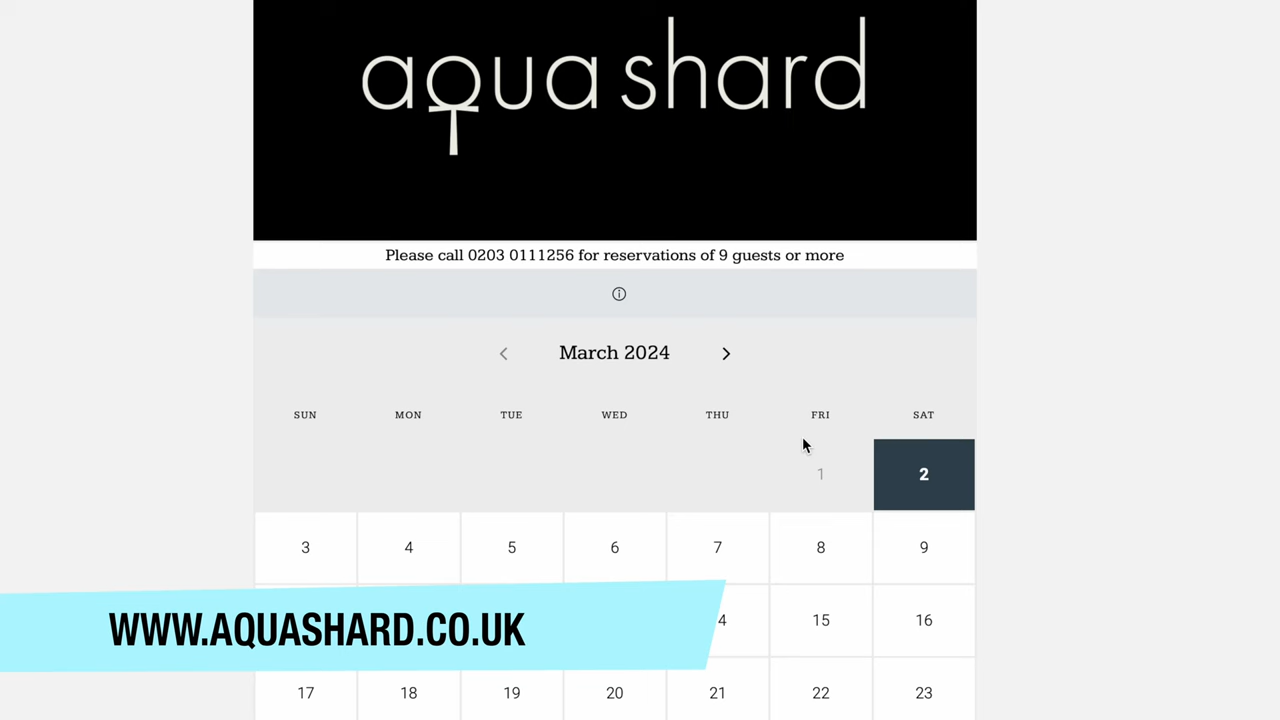 aqua shard
Please call 0203 0111256 for reservations of 9 guests or more
March 2024
SUN MON TUE WED THU FRI SAT
1 2
3 4 5 6 7 8 9
4 15 16
WWW.AQUASHARD.CO.UK
17 18 19 20 21 22 23